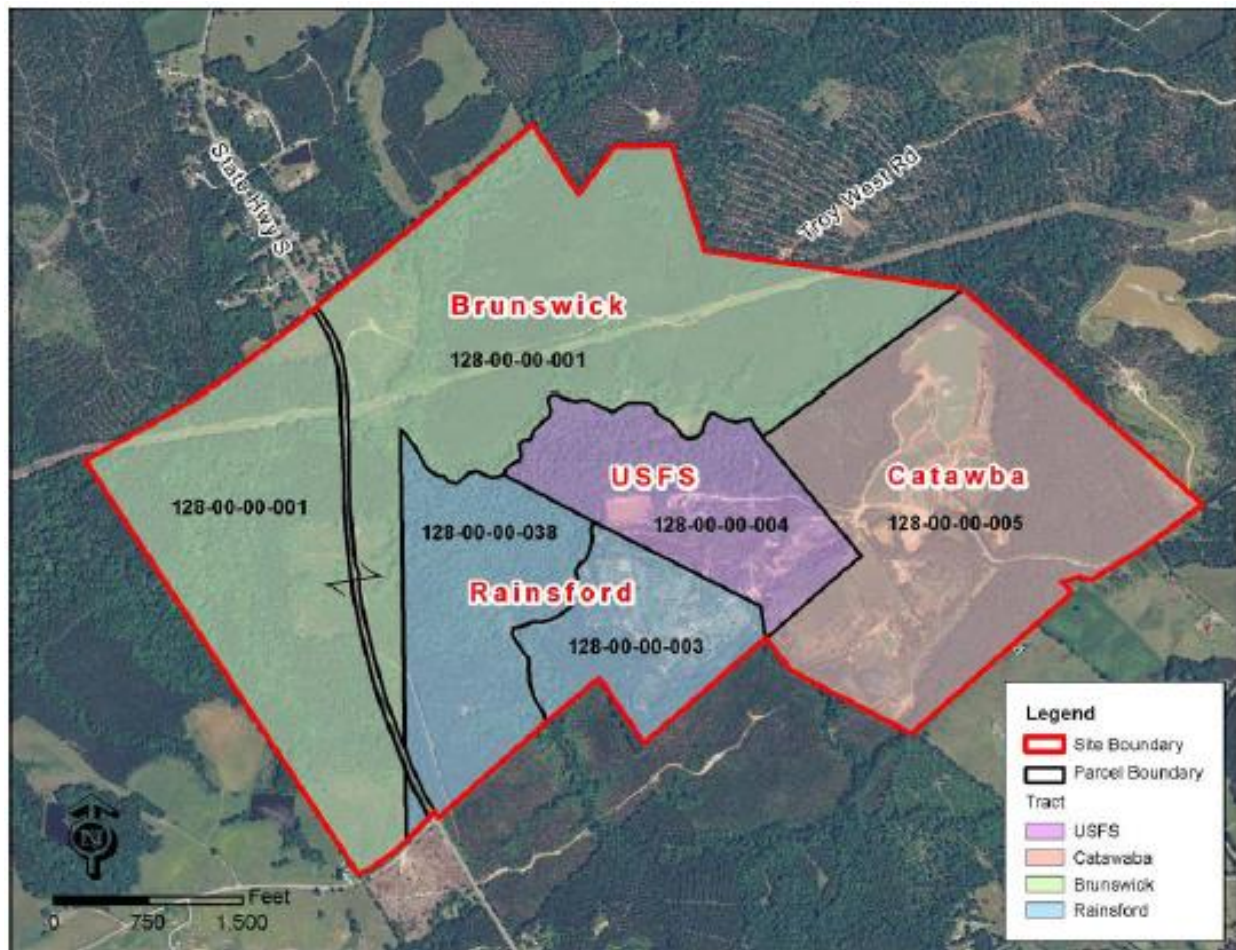 State Hwy S
Troy West Rd
Brunswick
128-00-00-001
128-00-00-001
USFS
128-00-00-004
Catawba
128-00-00-005
128-00-00-038
Rainsford
128-00-00-003
Legend
Site Boundary
Parcel Boundary
Tract
USFS
Catawaba
Brunswick
Rainsford
N
Feet
0 750 1,500